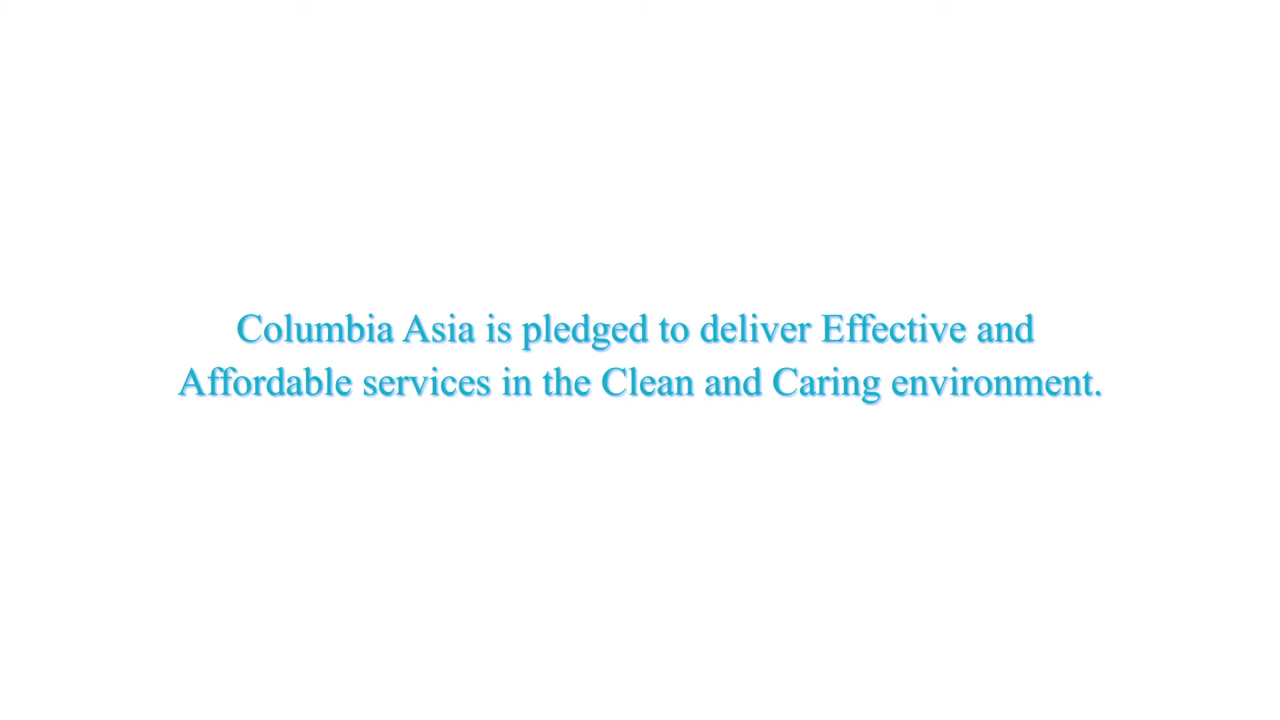 Columbia Asia is pledged to deliver Effective and
Affordable services in the Clean and Caring environment.